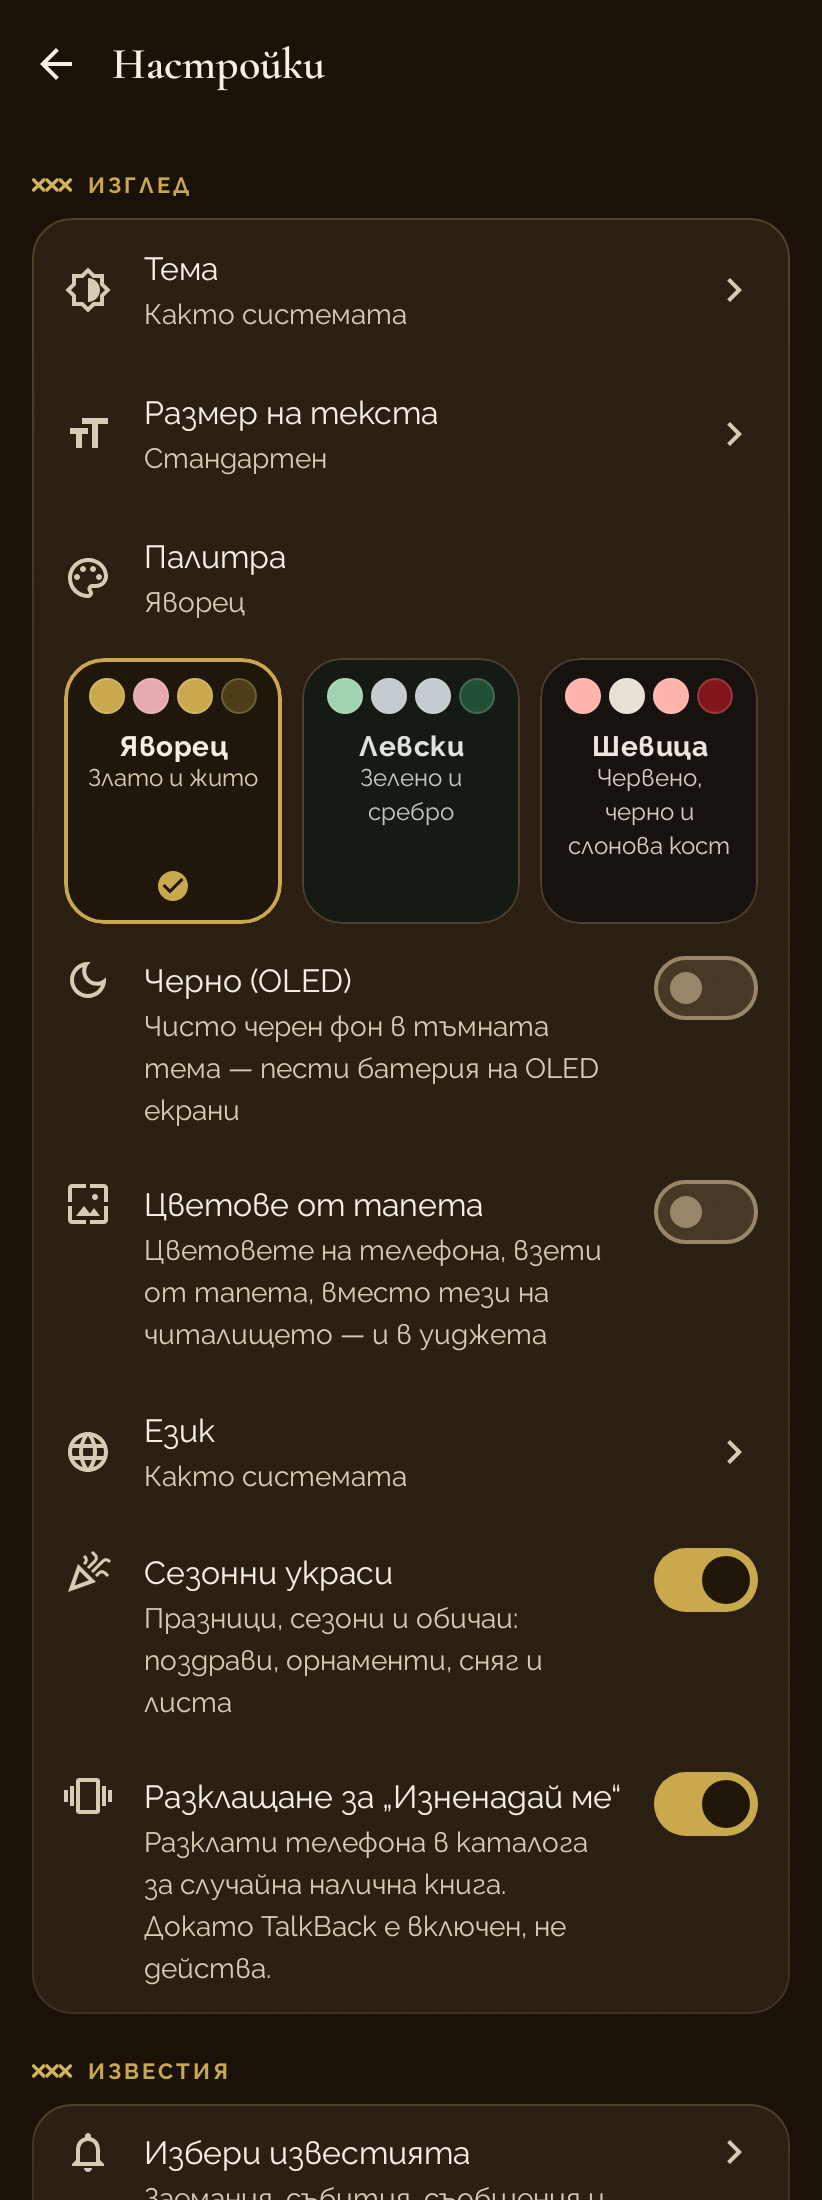 Настройки
ИЗГЛЕД
Тема
Както системата
Размер на текста
Стандартен
Палитра
Яворец
Яворец
Злато и жито
Левски
Зелено и
сребро
Шевица
Червено,
черно и
слонова кост
Черно (OLED)
Чисто черен фон в тъмната
тема — пести батерия на OLED
екрани
Цветове от тапета
Цветовете на телефона, взети
от тапета, вместо тези на
читалището — и в уиджета
Език
Както системата
Сезонни украси
Празници, сезони и обичаи:
поздрави, орнаменти, сняг и
листа
Разклащане за „Изненадай ме“
Разклати телефона в каталога
за случайна налична книга.
Докато TalkBack е включен, не
действа.
ИЗВЕСТИЯ
Избери известията
Заемания, събития, съобщения и